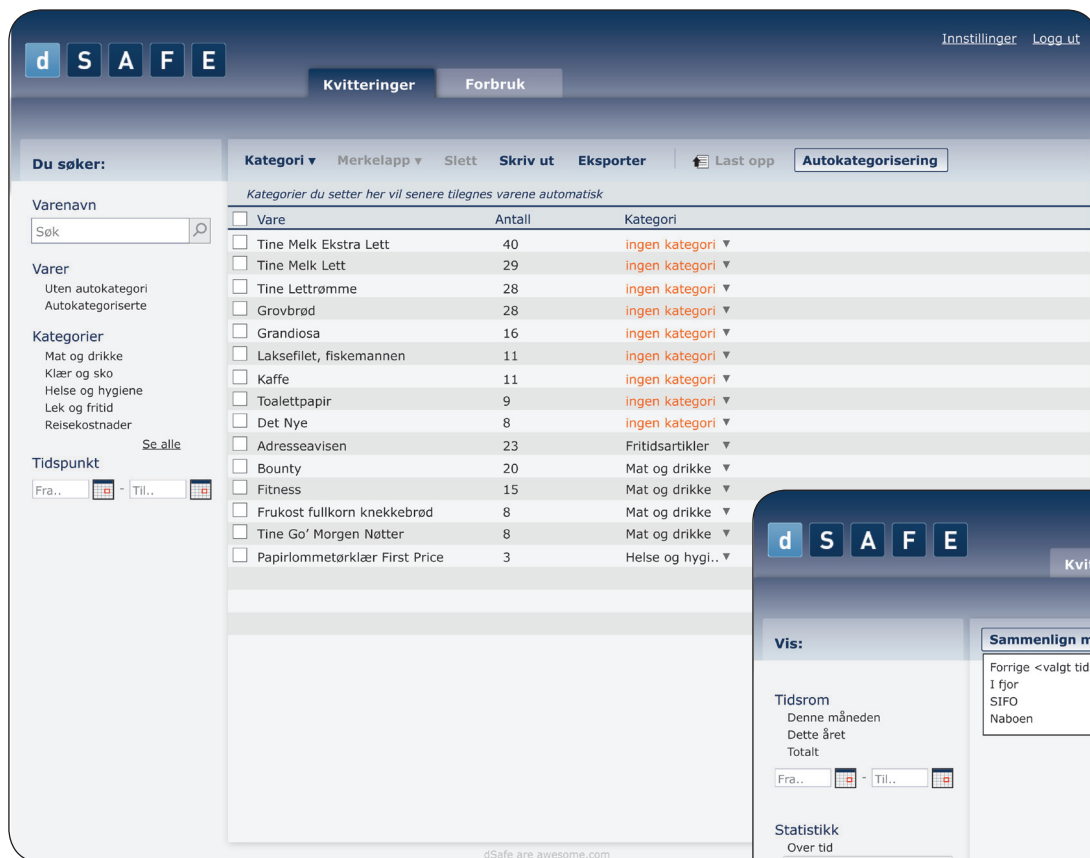 Innstillinger Logg ut
d S A F E
Kvitteringer Forbruk
Du søker:
Kategori ▾ Merkelapp ▾ Slett Skriv ut Eksporter Last opp Autokategorisering
Kategorier du setter her vil senere tilegnes varene automatisk
Varenavn
Søk
Varer
Uten autokategori
Autokategoriserte
Kategorier
Mat og drikke
Klær og sko
Helse og hygiene
Lek og fritid
Reisekostnader
Se alle
Tidspunkt
Fra.. - Til..
Vare Antall Kategori
Tine Melk Ekstra Lett 40 ingen kategori ▼
Tine Melk Lett 29 ingen kategori ▼
Tine Lettrømme 28 ingen kategori ▼
Grovbrød 28 ingen kategori ▼
Grandiosa 16 ingen kategori ▼
Laksefilet, fiskemannen 11 ingen kategori ▼
Kaffe 11 ingen kategori ▼
Toalettpapir 9 ingen kategori ▼
Det Nye 8 ingen kategori ▼
Adresseavisen 23 Fritidsartikler ▼
Bounty 20 Mat og drikke ▼
Fitness 15 Mat og drikke ▼
Frukost fullkorn knekkebrød 8 Mat og drikke ▼
Tine Go' Morgen Nøtter 8 Mat og drikke ▼
Papirlommetørklær First Price 3 Helse og hygi.. ▼
dSafe are awesome.com
d S A F E
Kvit
Vis:
Sammenlign m
Forrige <valgt tid
I fjor
SIFO
Naboen
Tidsrom
Denne måneden
Dette året
Totalt
Fra.. - Til..
Statistikk
Over tid